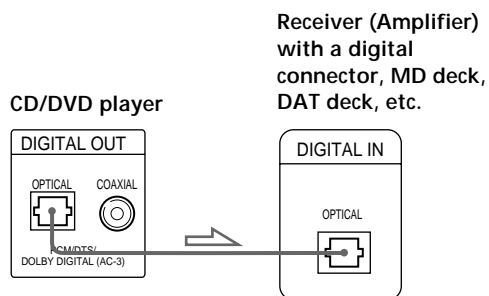 Receiver (Amplifier)
with a digital
connector, MD deck,
DAT deck, etc.
CD/DVD player
DIGITAL OUT
OPTICAL COAXIAL
PCM/DTS/
DOLBY DIGITAL (AC-3)
DIGITAL IN
OPTICAL